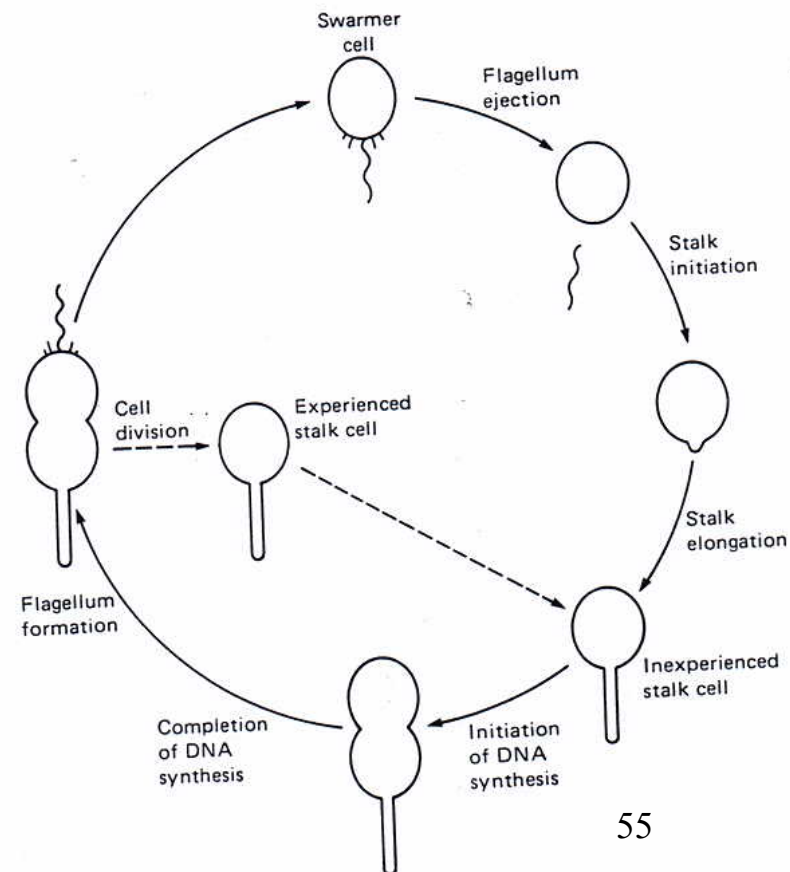 Swarmer
cell
Flagellum
ejection
Stalk
initiation
Stalk
elongation
Inexperienced
stalk cell
Initiation
of DNA
synthesis
Completion
of DNA
synthesis
Flagellum
formation
Cell
division
Experienced
stalk cell
55